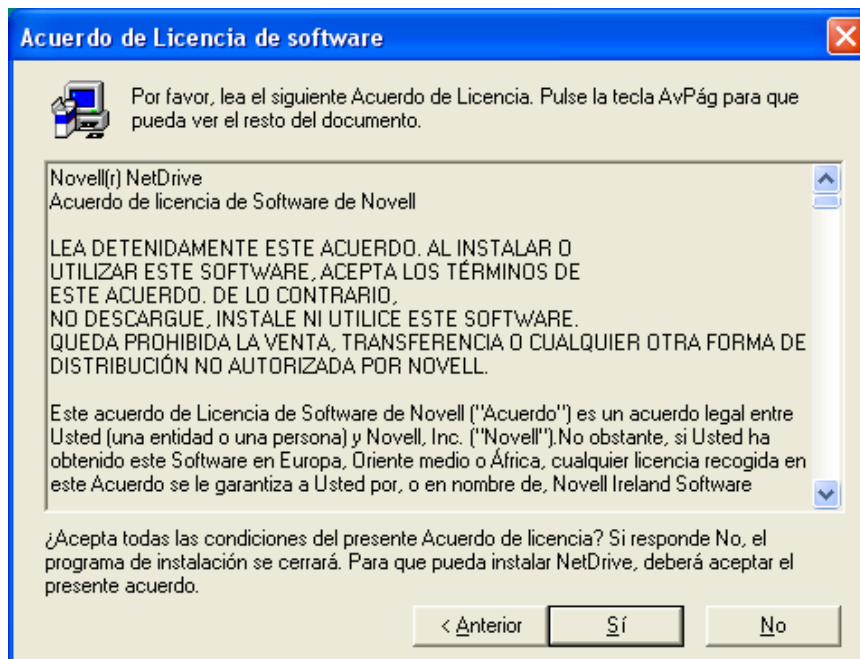 Acuerdo de Licencia de software
Por favor, lea el siguiente Acuerdo de Licencia. Pulse la tecla AvPág para que
pueda ver el resto del documento.
Novell(r) NetDrive
Acuerdo de licencia de Software de Novell
LEA DETENIDAMENTE ESTE ACUERDO. AL INSTALAR O
UTILIZAR ESTE SOFTWARE, ACEPTA LOS TÉRMINOS DE
ESTE ACUERDO. DE LO CONTRARIO,
NO DESCARGUE, INSTALE NI UTILICE ESTE SOFTWARE.
QUEDA PROHIBIDA LA VENTA, TRANSFERENCIA O CUALQUIER OTRA FORMA DE
DISTRIBUCIÓN NO AUTORIZADA POR NOVELL.
Este acuerdo de Licencia de Software de Novell ("Acuerdo") es un acuerdo legal entre
Usted (una entidad o una persona) y Novell, Inc. ("Novell").No obstante, si Usted ha
obtenido este Software en Europa, Oriente medio o África, cualquier licencia recogida en
este Acuerdo se le garantiza a Usted por, o en nombre de, Novell Ireland Software
¿Acepta todas las condiciones del presente Acuerdo de licencia? Si responde No, el
programa de instalación se cerrará. Para que pueda instalar NetDrive, deberá aceptar el
presente acuerdo.
< Anterior
Sí
No